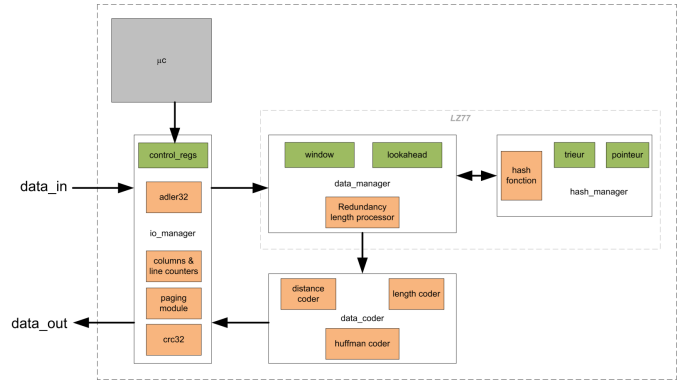 μc
LZ77
control_regs
window
lookahead
hash
fonction
trieur
pointeur
data_in
adler32
data_manager
hash_manager
Redundancy
length processor
io_manager
columns &
line counters
distance
coder
length coder
paging
module
data_coder
data_out
crc32
huffman coder